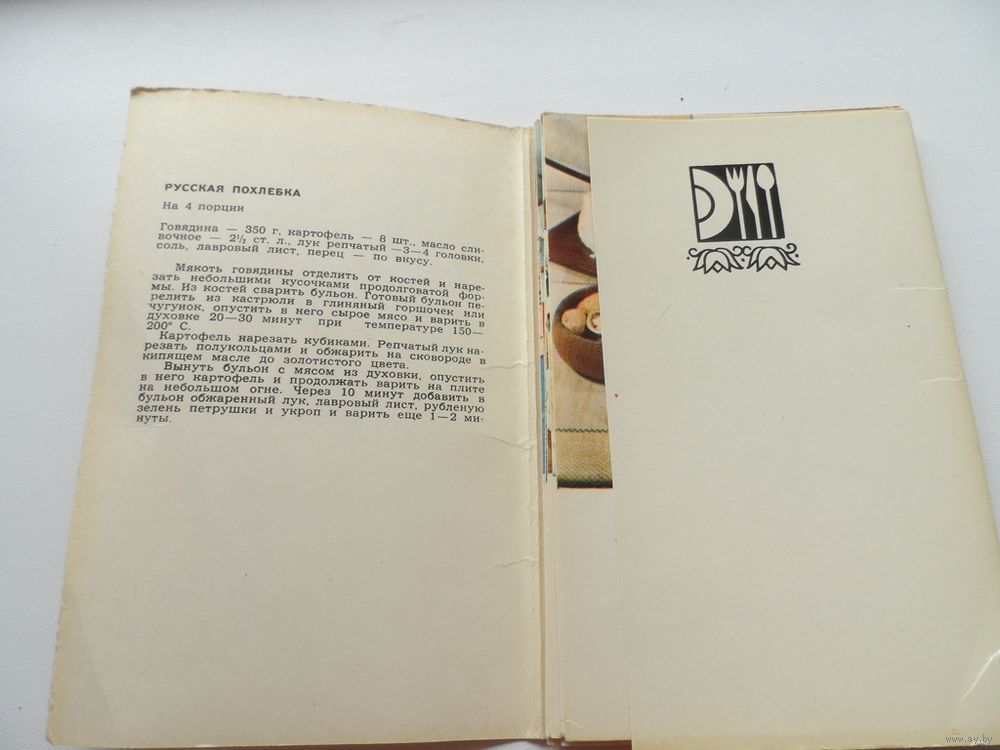 РУССКАЯ ПОХЛЕБКА
На 4 порции
Говядина — 350 г, картофель — 8 шт., масло сли-
вочное — 2½ ст. л., лук репчатый —3—4 головки,
соль, лавровый лист, перец — по вкусу.
Мякоть говядины отделить от костей и наре-
зать небольшими кусочками продолговатой фор-
мы. Из костей сварить бульон. Готовый бульон пе-
релить из кастрюли в глиняный горшочек или
чугунок, опустить в него сырое мясо и варить в
духовке 20—30 минут при температуре 150—
200° С.
Картофель нарезать кубиками. Репчатый лук на-
резать полукольцами и обжарить на сковороде в
кипящем масле до золотистого цвета.
Вынуть бульон с мясом из духовки, опустить
в него картофель и продолжать варить на плите
на небольшом огне. Через 10 минут добавить в
бульон обжаренный лук, лавровый лист, рубленую
зелень петрушки и укроп и варить еще 1—2 ми-
нуты.
www.ay.by